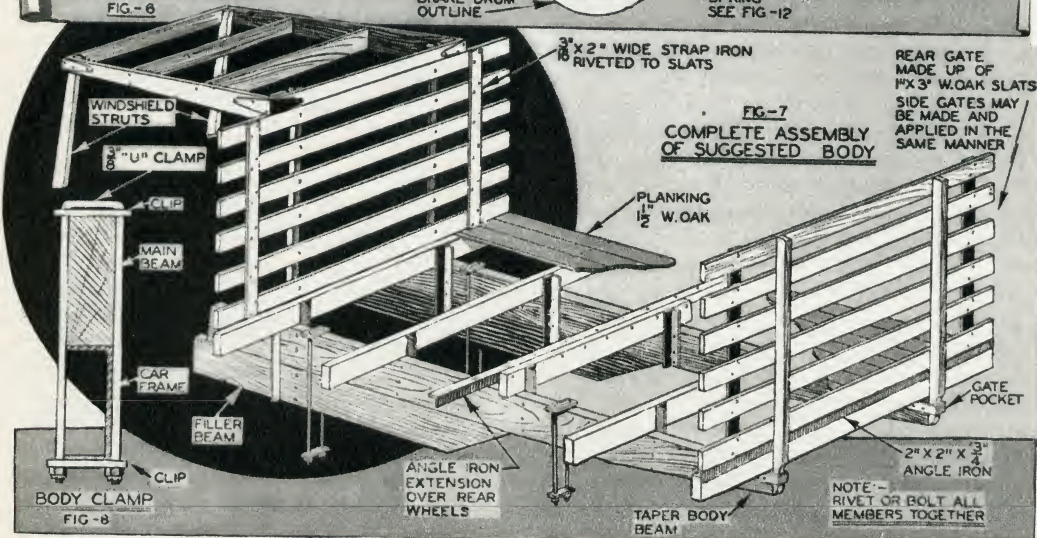 FIG.-6
OUTLINE
SPRING
SEE FIG-12
3/16" X 2" WIDE STRAP IRON
RIVETED TO SLATS
REAR GATE
MADE UP OF
1"X 3" W.OAK SLATS
SIDE GATES MAY
BE MADE AND
APPLIED IN THE
SAME MANNER
FIG-7
COMPLETE ASSEMBLY
OF SUGGESTED BODY
WINDSHIELD
STRUTS
"U" CLAMP
CLIP
MAIN
BEAM
CAR
FRAME
CLIP
BODY CLAMP
FIG-8
FILLER
BEAM
PLANKING
1 1/2" W.OAK
ANGLE IRON
EXTENSION
OVER REAR
WHEELS
TAPER BODY
BEAM
GATE
POCKET
2" X 2" X 3/4"
ANGLE IRON
NOTE:-
RIVET OR BOLT ALL
MEMBERS TOGETHER